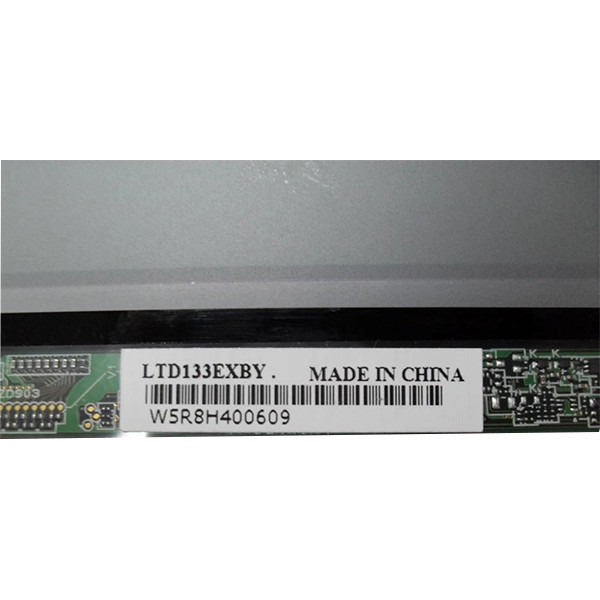 LTD133EXBY . MADE IN CHINA
W5R8H400609